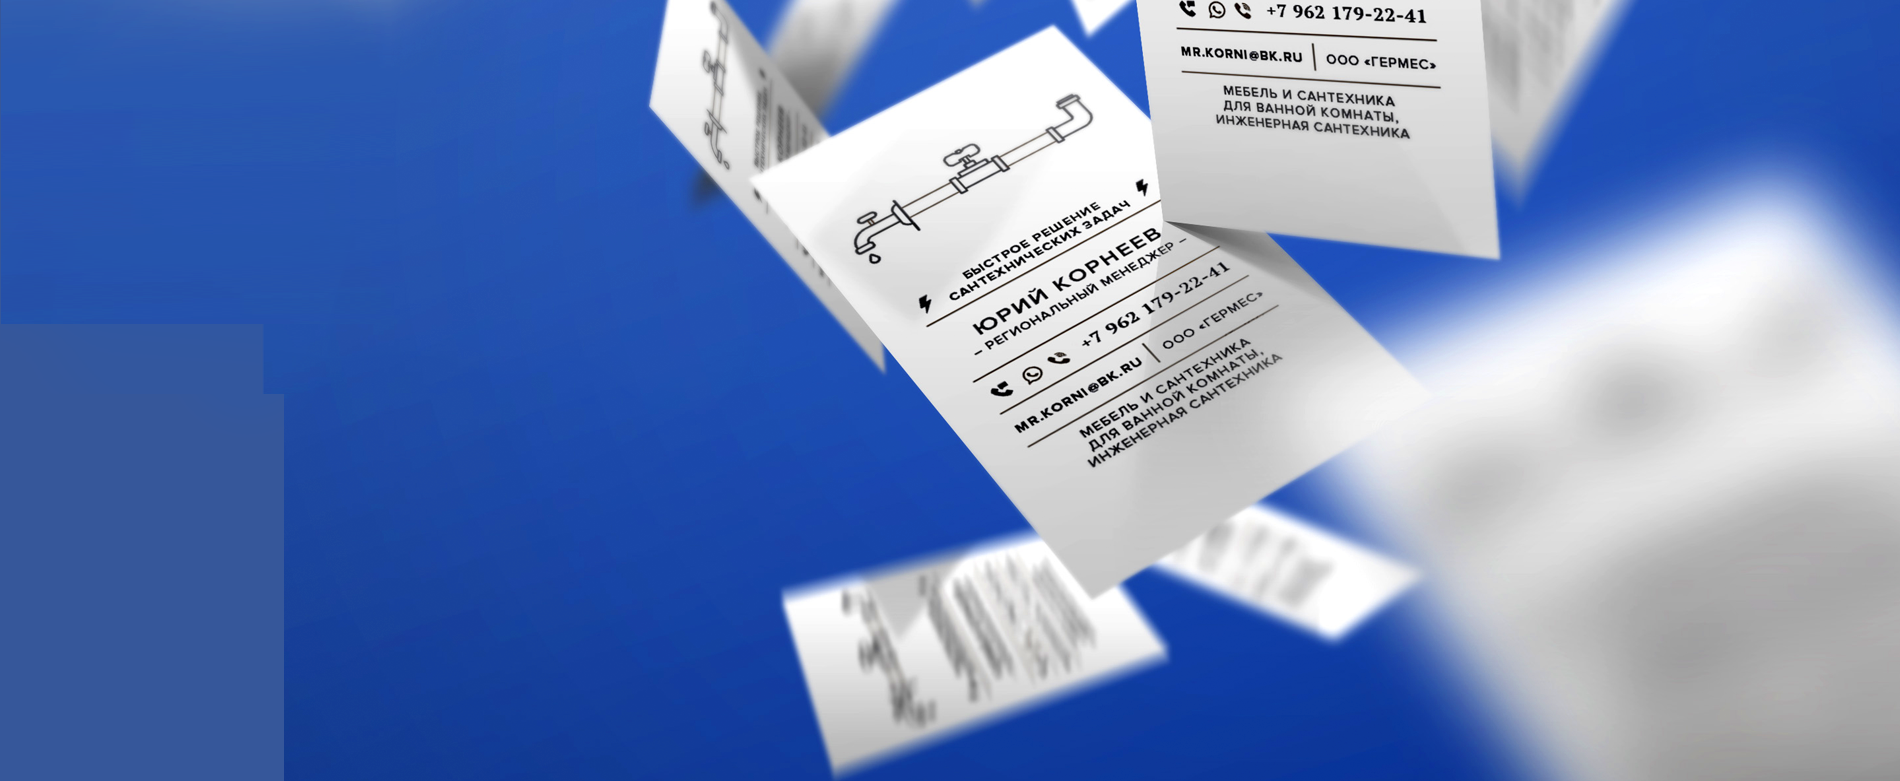 БЫСТРОЕ РЕШЕНИЕ
САНТЕХНИЧЕСКИХ ЗАДАЧ
ЮРИЙ КОРНЕЕВ
– РЕГИОНАЛЬНЫЙ МЕНЕДЖЕР –
+7 962 179-22-41
MR.KORNI@BK.RU | ООО «ГЕРМЕС»
МЕБЕЛЬ И САНТЕХНИКА
ДЛЯ ВАННОЙ КОМНАТЫ,
ИНЖЕНЕРНАЯ САНТЕХНИКА
+7 962 179-22-41
MR.KORNI@BK.RU | ООО «ГЕРМЕС»
МЕБЕЛЬ И САНТЕХНИКА
ДЛЯ ВАННОЙ КОМНАТЫ,
ИНЖЕНЕРНАЯ САНТЕХНИКА